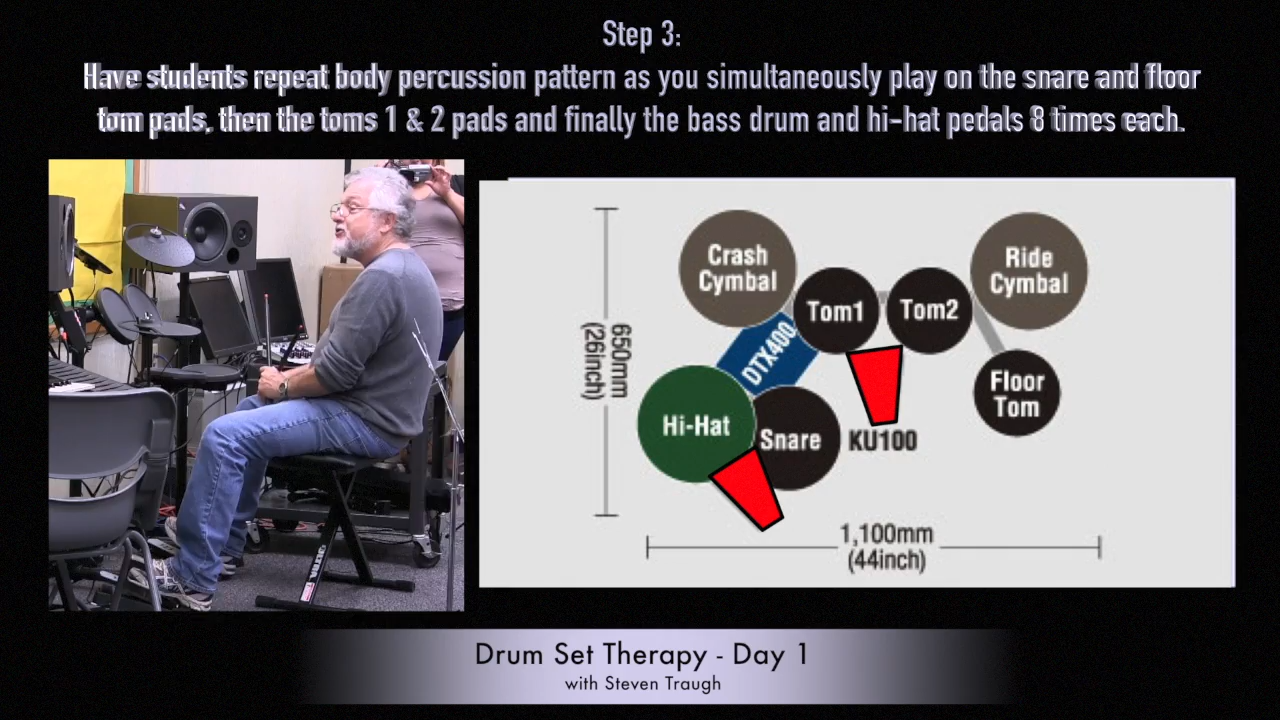 Step 3:
Have students repeat body percussion pattern as you simultaneously play on the snare and floor
tom pads, then the toms 1 & 2 pads and finally the bass drum and hi-hat pedals 8 times each.
Crash
Cymbal
Ride
Cymbal
Tom1
Tom2
650mm
(26inch)
DTX400
Floor
Tom
Hi-Hat
Snare
KU100
1,100mm
(44inch)
ULTRA
Drum Set Therapy - Day 1
with Steven Traugh